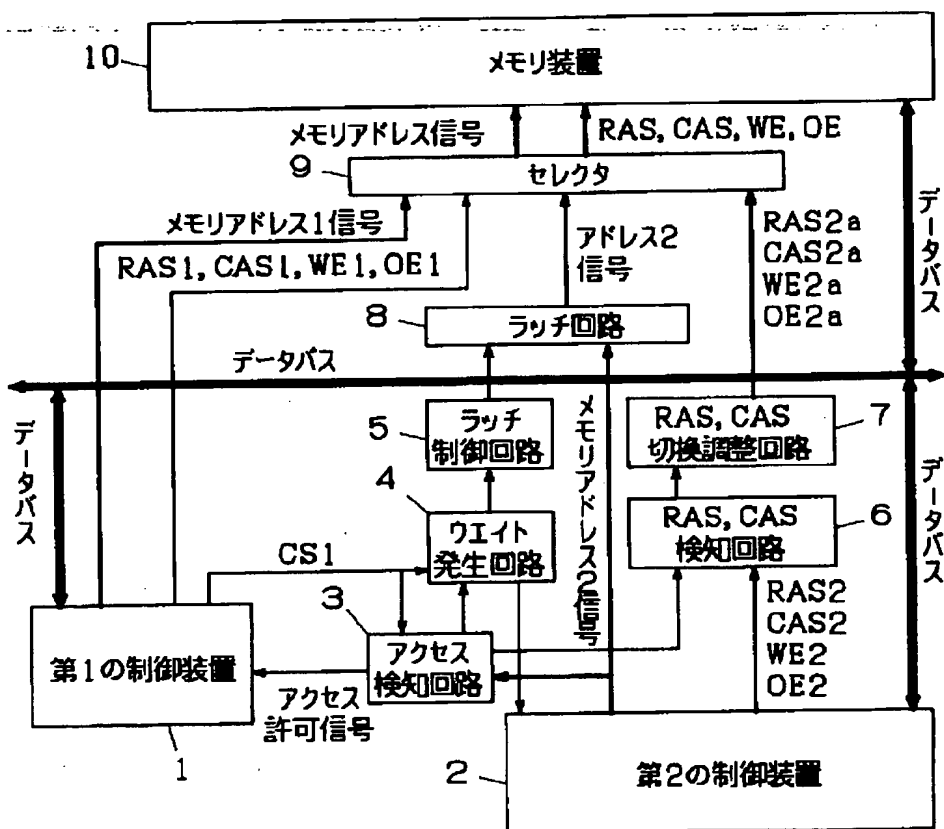 10
メモリ装置
メモリアドレス信号
RAS, CAS, WE, OE
9
セレクタ
メモリアドレス1信号
RAS1, CAS1, WE1, OE1
アドレス2
信号
RAS2a
CAS2a
WE2a
OE2a
データバス
8
ラッチ回路
データバス
データバス
5
ラッチ
制御回路
メモリアドレス2信号
RAS, CAS
切換調整回路
7
データバス
4
ウエイト
発生回路
RAS, CAS
検知回路
6
CS1
3
アクセス
検知回路
RAS2
CAS2
WE2
OE2
第1の制御装置
アクセス
許可信号
1
2
第2の制御装置